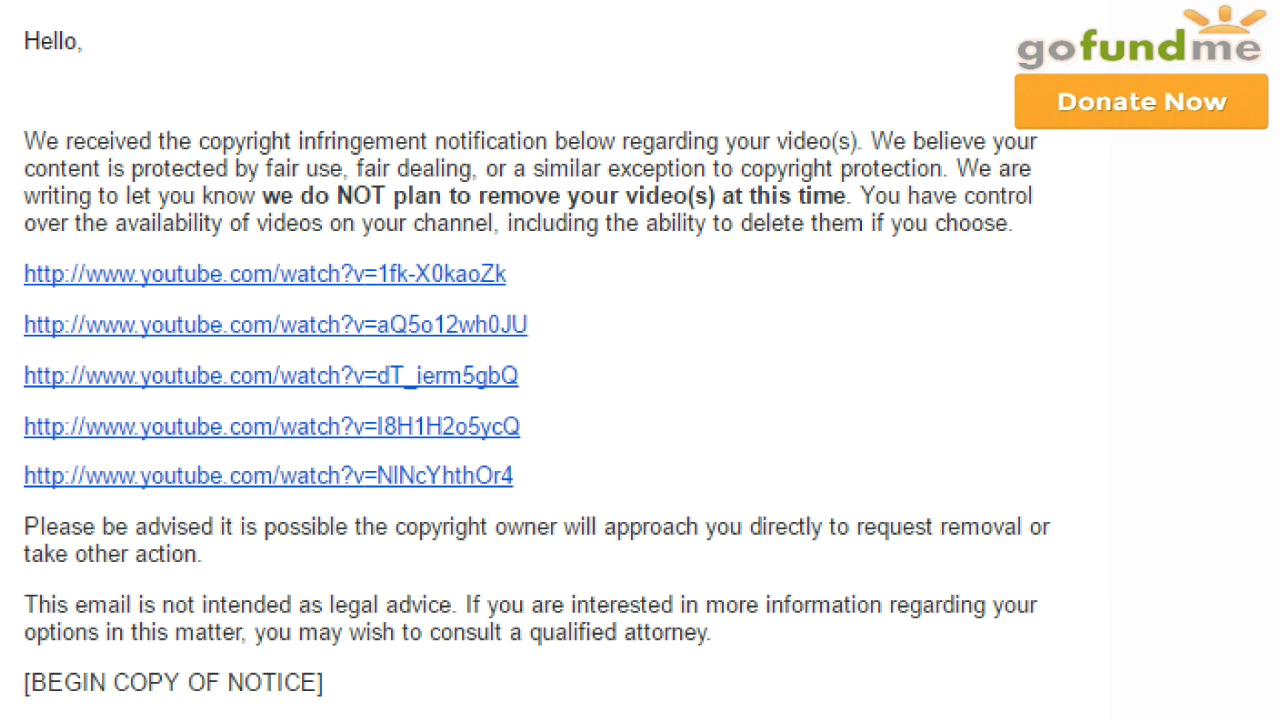 Hello,
gofundme
Donate Now
We received the copyright infringement notification below regarding your video(s). We believe your
content is protected by fair use, fair dealing, or a similar exception to copyright protection. We are
writing to let you know we do NOT plan to remove your video(s) at this time. You have control
over the availability of videos on your channel, including the ability to delete them if you choose.
http://www.youtube.com/watch?v=1fk-X0kaoZk
http://www.youtube.com/watch?v=aQ5o12wh0JU
http://www.youtube.com/watch?v=dT_ierm5gbQ
http://www.youtube.com/watch?v=I8H1H2o5ycQ
http://www.youtube.com/watch?v=NlNcYhthOr4
Please be advised it is possible the copyright owner will approach you directly to request removal or
take other action.
This email is not intended as legal advice. If you are interested in more information regarding your
options in this matter, you may wish to consult a qualified attorney.
[BEGIN COPY OF NOTICE]